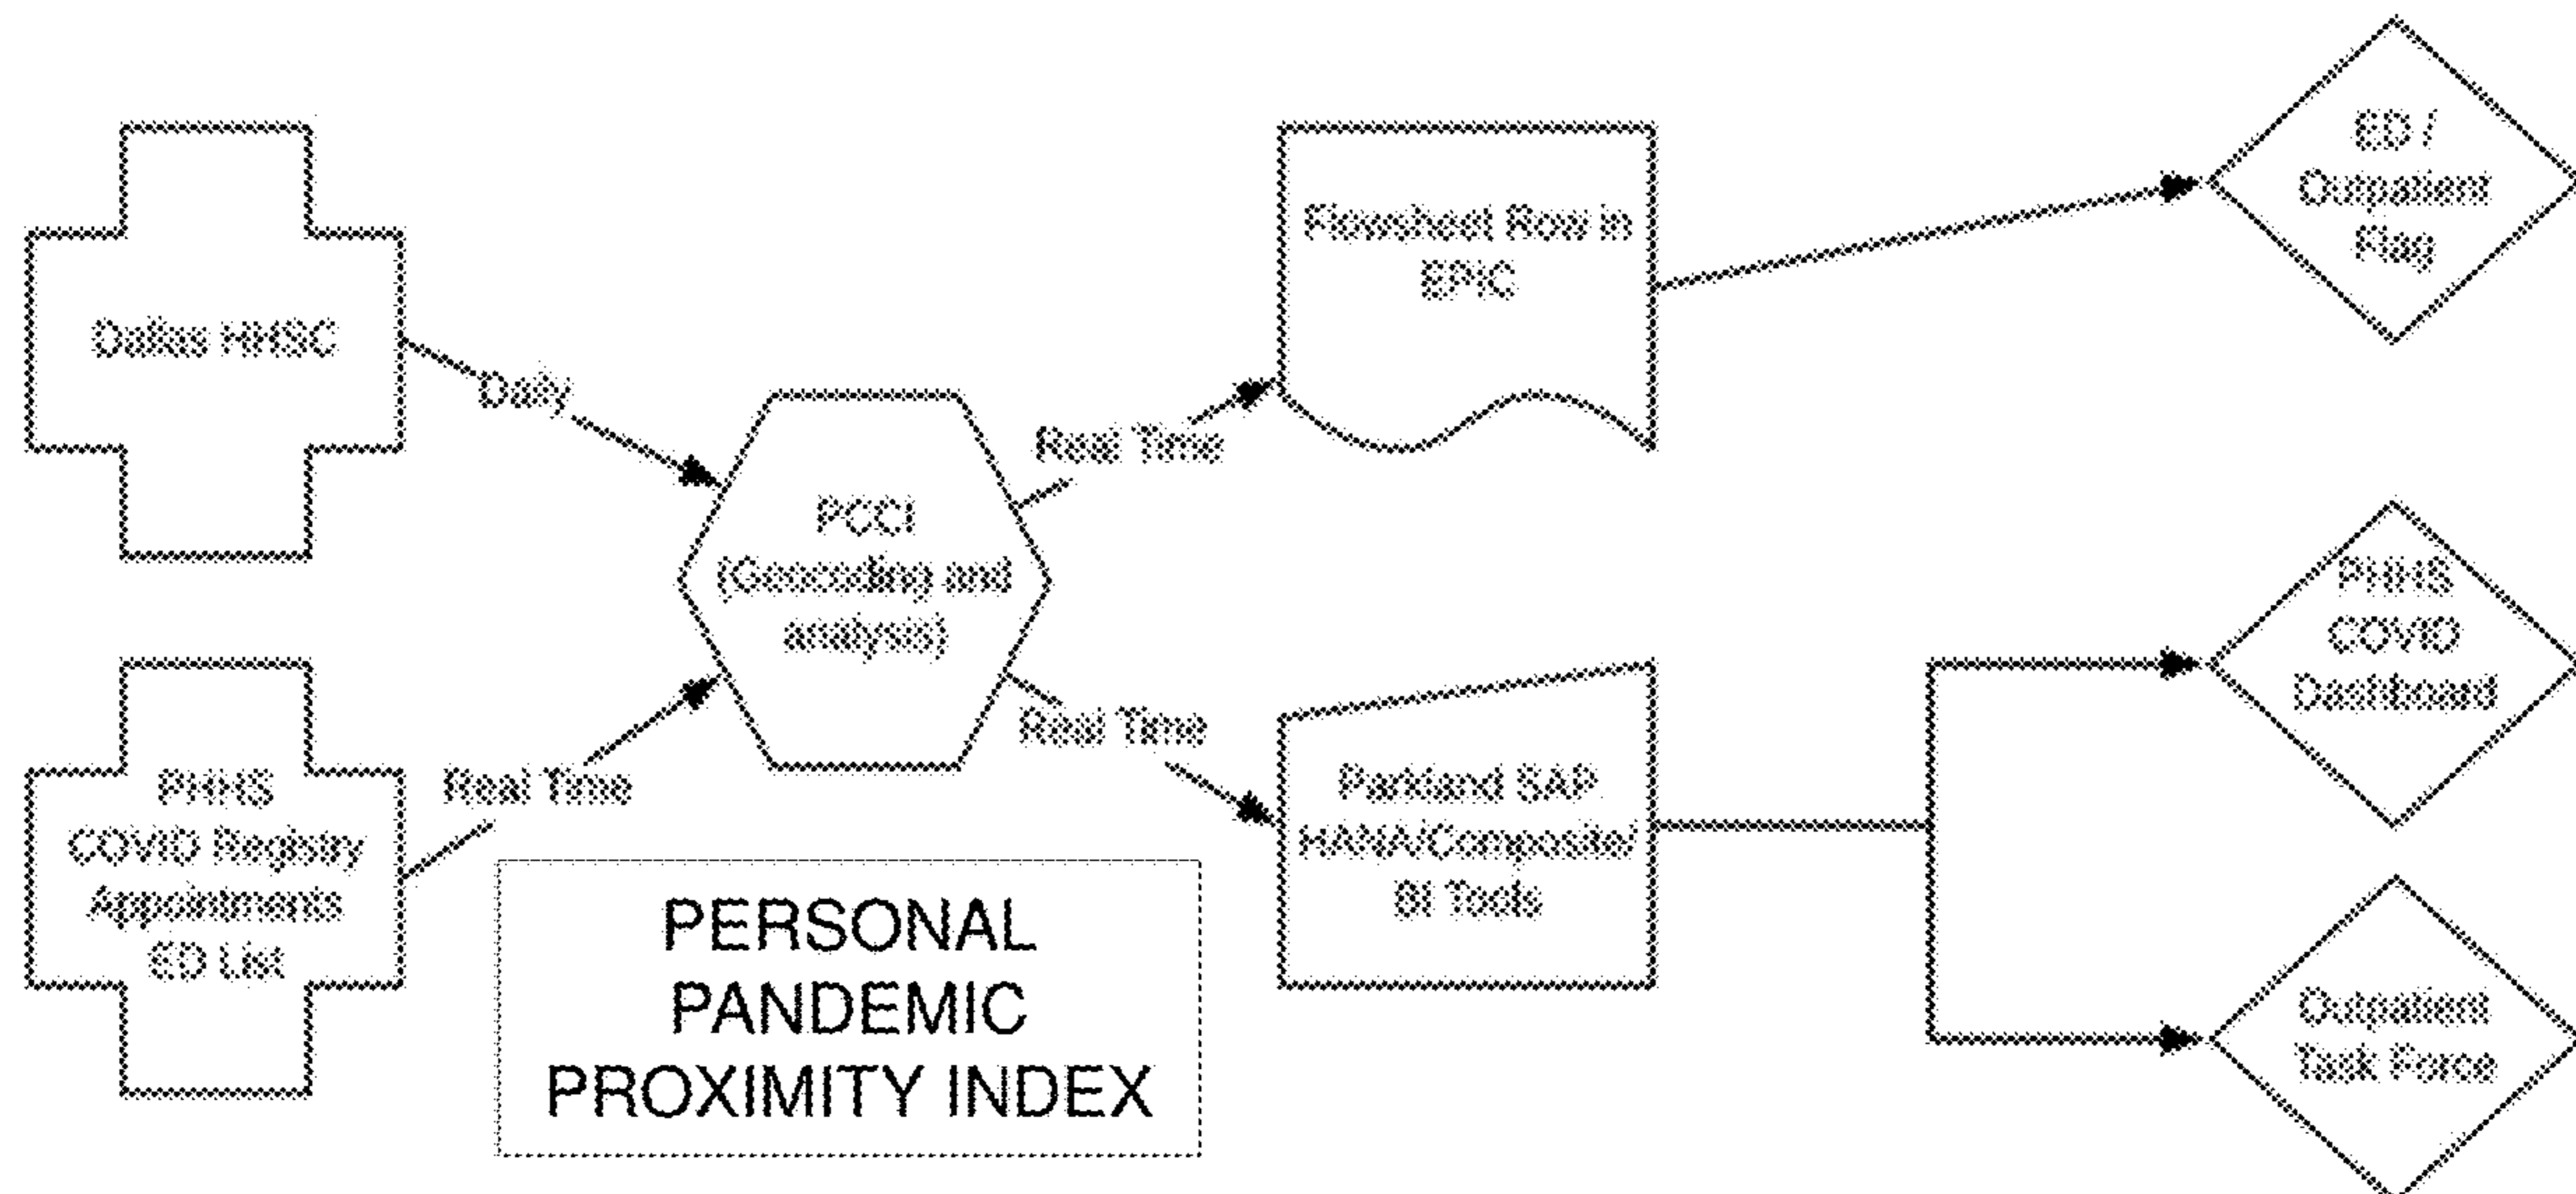 Dallas HHSC
Daily
PHHS
COVID Registry
Appointments
ED List
Real Time
PCCI
(Geocoding and
analysis)
PERSONAL
PANDEMIC
PROXIMITY INDEX
Real Time
Real Time
Flowsheet Row in
EPIC
Parkland SAP
HANA/Composite/
BI Tools
ED /
Outpatient
Flag
PHHS
COVID
Dashboard
Outpatient
Task Force